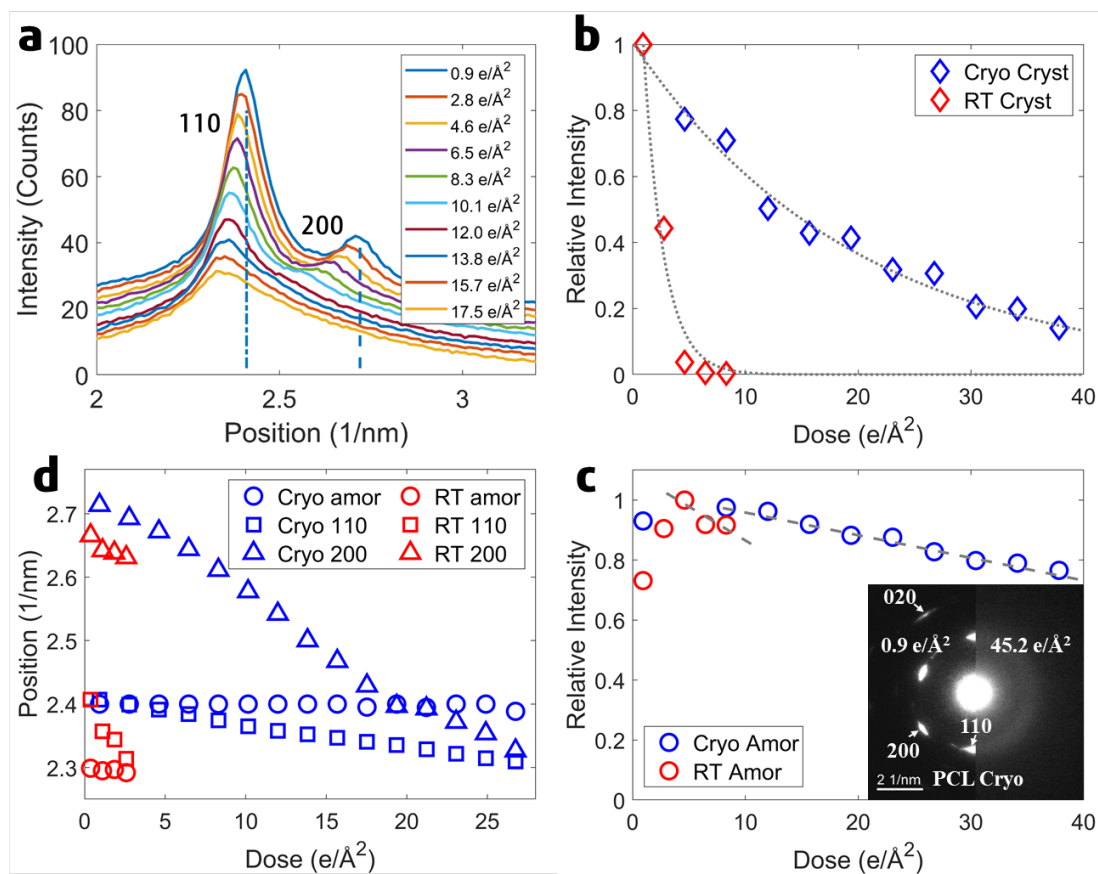 a
100
80
60
40
20
0
2
2.5
3
Intensity (Counts)
Position (1/nm)
110
200
0.9 e/Å²
2.8 e/Å²
4.6 e/Å²
6.5 e/Å²
8.3 e/Å²
10.1 e/Å²
12.0 e/Å²
13.8 e/Å²
15.7 e/Å²
17.5 e/Å²
b
1
0.8
0.6
0.4
0.2
0
0
10
20
30
40
Relative Intensity
Dose (e/Å²)
Cryo Cryst
RT Cryst
d
2.7
2.6
2.5
2.4
2.3
0
5
10
15
20
25
Position (1/nm)
Dose (e/Å²)
Cryo amor
Cryo 110
Cryo 200
RT amor
RT 110
RT 200
c
1
0.8
0.6
0.4
0.2
0
0
10
20
30
40
Relative Intensity
Dose (e/Å²)
Cryo Amor
RT Amor
020
0.9 e/Å²
45.2 e/Å²
200
110
2 1/nm
PCL Cryo